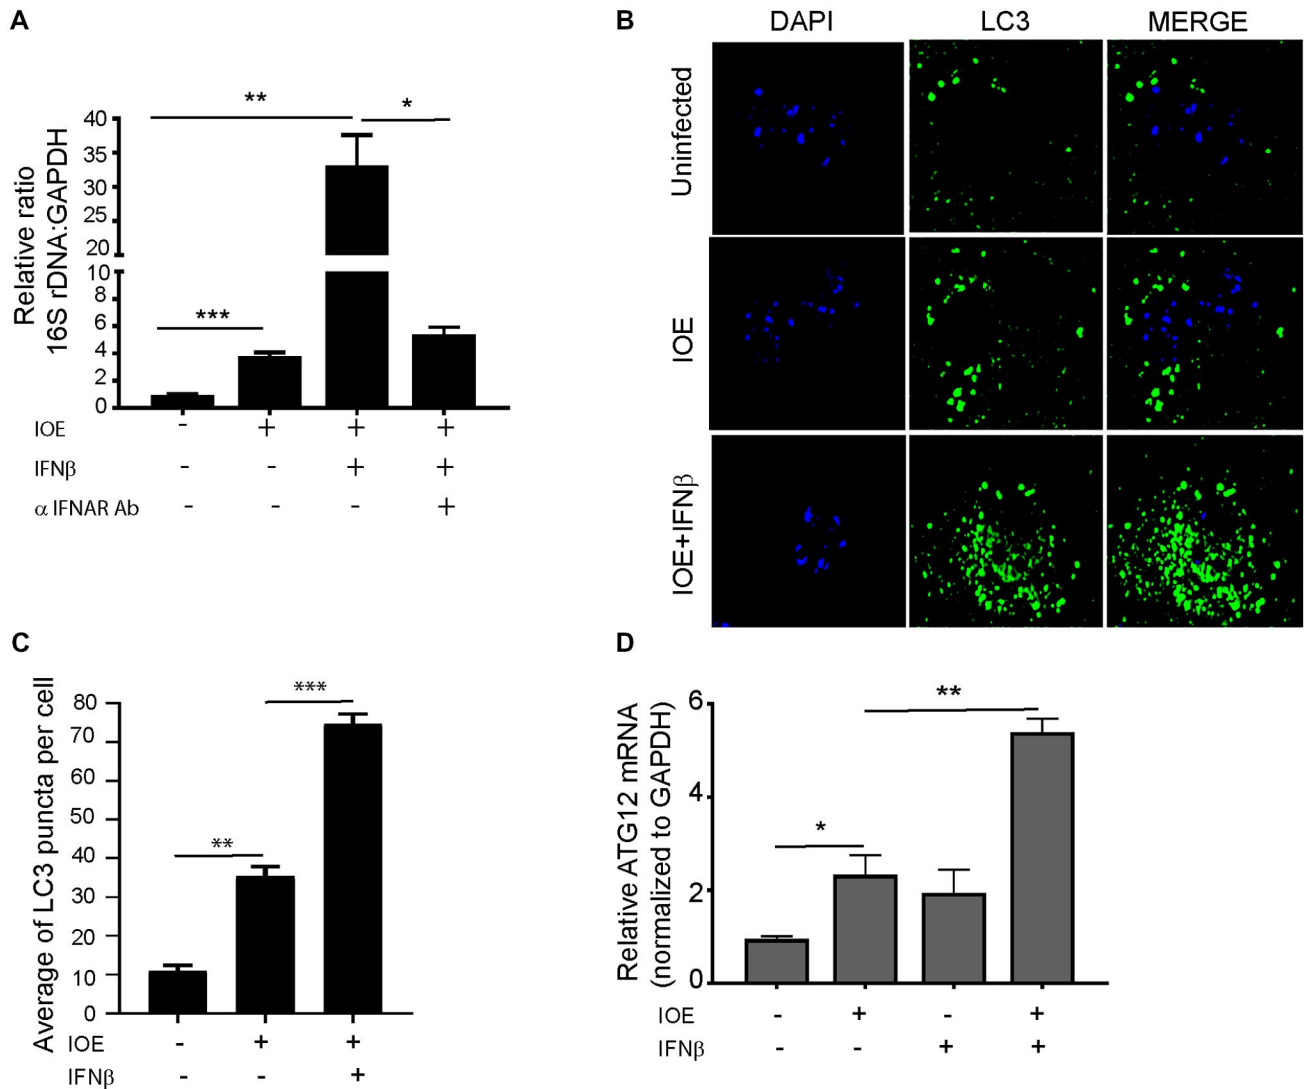 A
Relative ratio
16S rDNA:GAPDH
** *
***
40
35
30
25
20
10
8
6
4
2
0
IOE - + + +
IFNβ - - + +
α IFNAR Ab - - - +
B
DAPI LC3 MERGE
Uninfected
IOE
IOE+IFNβ
C
Average of LC3 puncta per cell
***
**
80
70
60
50
40
30
20
10
0
IOE - + +
IFNβ - - +
D
Relative ATG12 mRNA
(normalized to GAPDH)
**
*
6
4
2
0
IOE - + - +
IFNβ - - + +